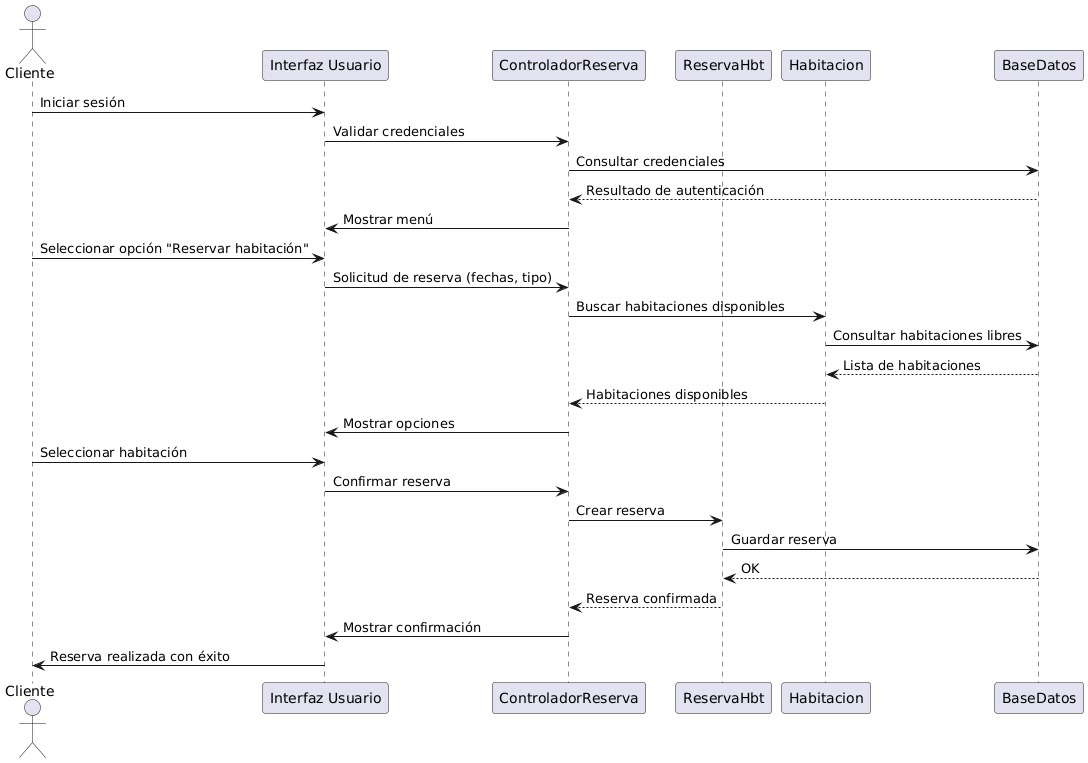 Cliente
Interfaz Usuario
ControladorReserva
ReservaHbt
Habitacion
BaseDatos
Iniciar sesión
Validar credenciales
Consultar credenciales
Resultado de autenticación
Mostrar menú
Seleccionar opción "Reservar habitación"
Solicitud de reserva (fechas, tipo)
Buscar habitaciones disponibles
Consultar habitaciones libres
Lista de habitaciones
Habitaciones disponibles
Mostrar opciones
Seleccionar habitación
Confirmar reserva
Crear reserva
Guardar reserva
OK
Reserva confirmada
Mostrar confirmación
Reserva realizada con éxito
Cliente
Interfaz Usuario
ControladorReserva
ReservaHbt
Habitacion
BaseDatos